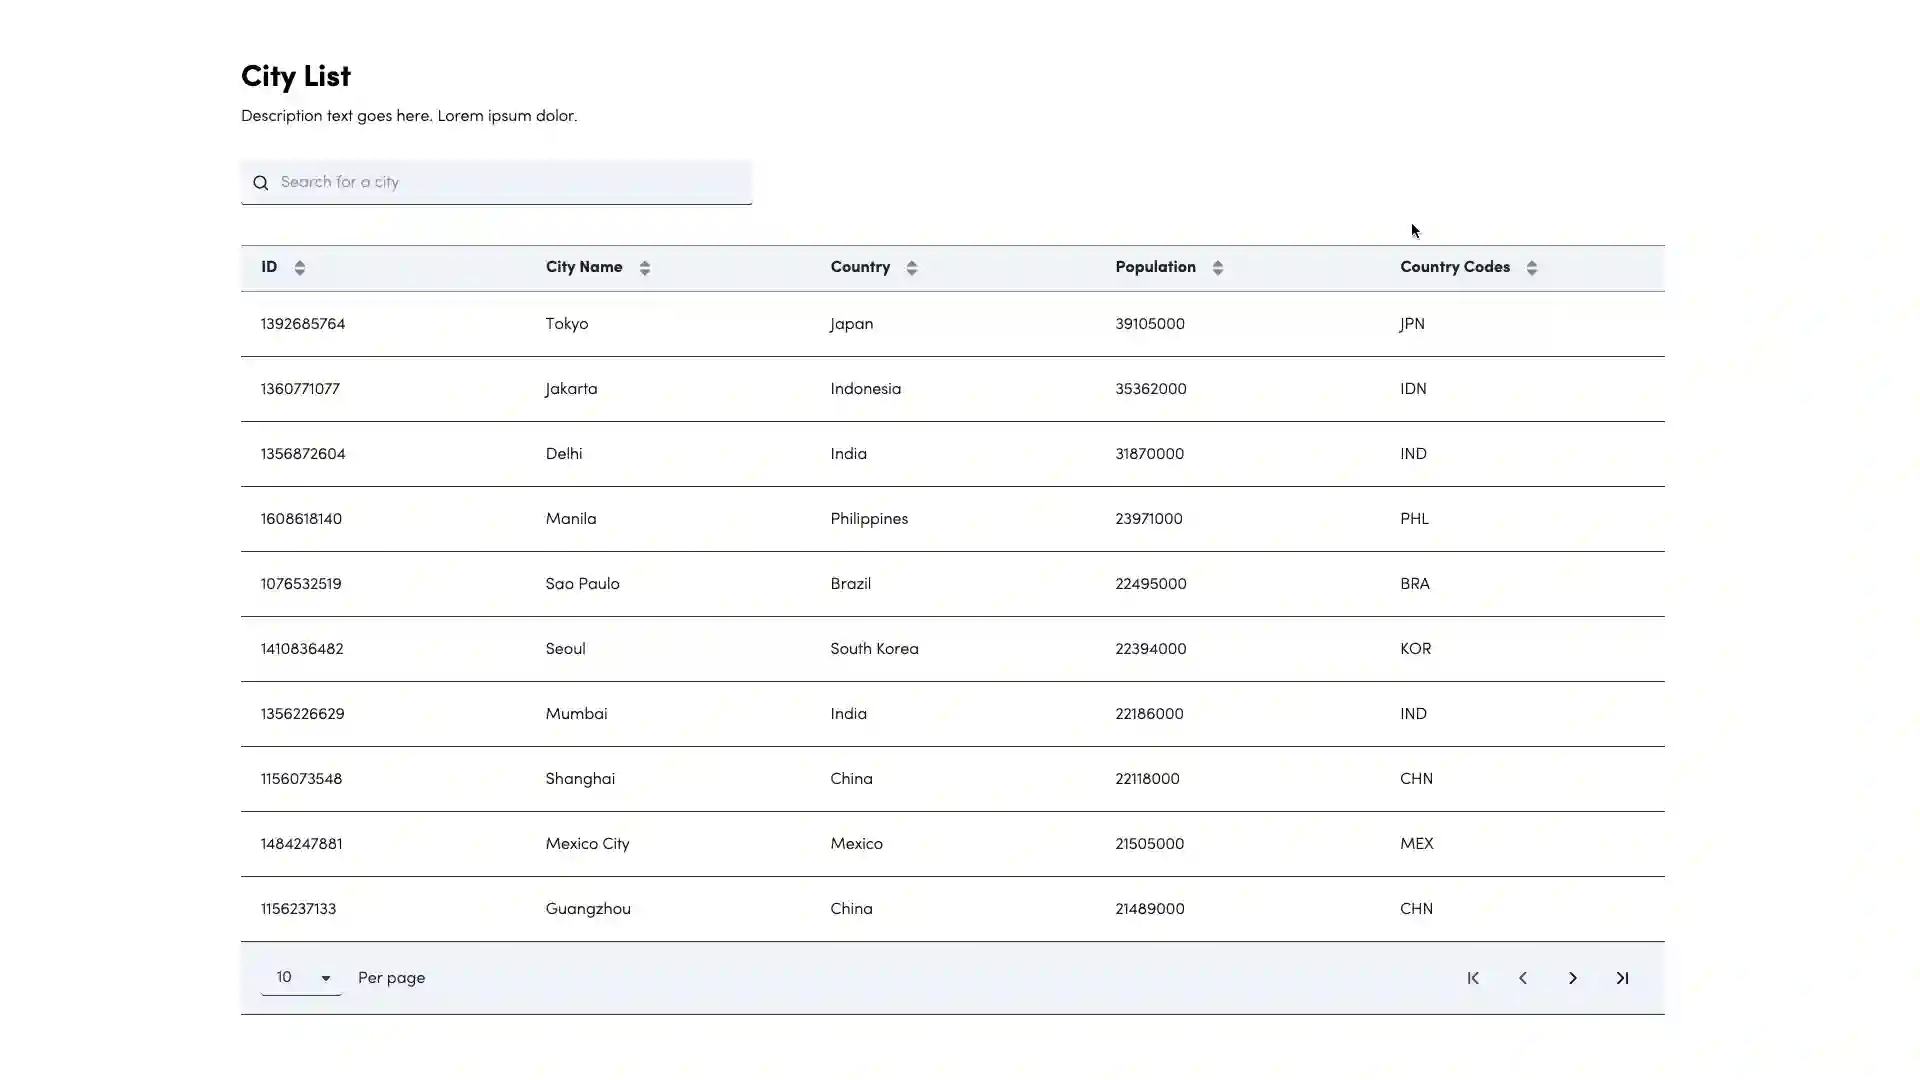 City List
Description text goes here. Lorem ipsum dolor.
Search for a city
ID City Name Country Population Country Codes
1392685764 Tokyo Japan 39105000 JPN
1360771077 Jakarta Indonesia 35362000 IDN
1356872604 Delhi India 31870000 IND
1608618140 Manila Philippines 23971000 PHL
1076532519 Sao Paulo Brazil 22495000 BRA
1410836482 Seoul South Korea 22394000 KOR
1356226629 Mumbai India 22186000 IND
1156073548 Shanghai China 22118000 CHN
1484247881 Mexico City Mexico 21505000 MEX
1156237133 Guangzhou China 21489000 CHN
10 Per page